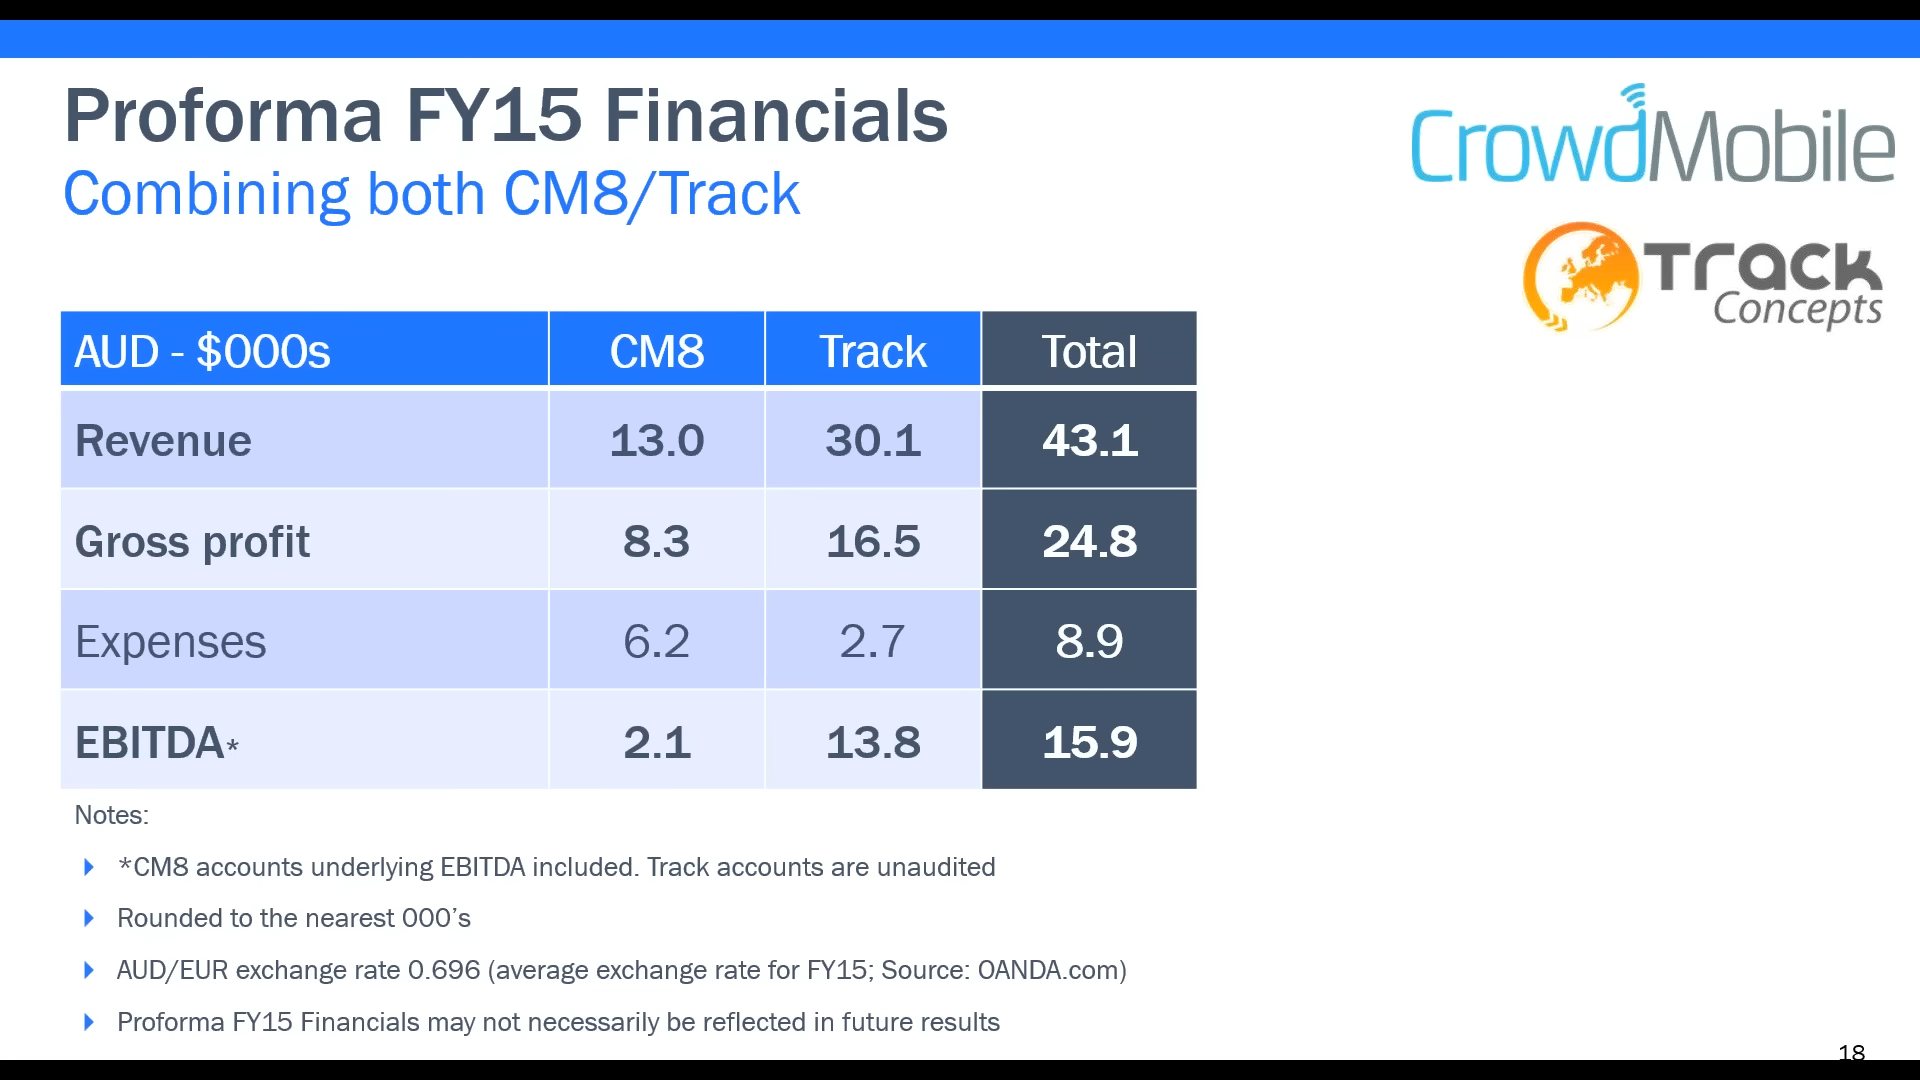 Proforma FY15 Financials
Combining both CM8/Track
CrowdMobile
Track
Concepts
AUD - $000s CM8 Track Total
Revenue 13.0 30.1 43.1
Gross profit 8.3 16.5 24.8
Expenses 6.2 2.7 8.9
EBITDA* 2.1 13.8 15.9
Notes:
*CM8 accounts underlying EBITDA included. Track accounts are unaudited
Rounded to the nearest 000’s
AUD/EUR exchange rate 0.696 (average exchange rate for FY15; Source: OANDA.com)
Proforma FY15 Financials may not necessarily be reflected in future results
18